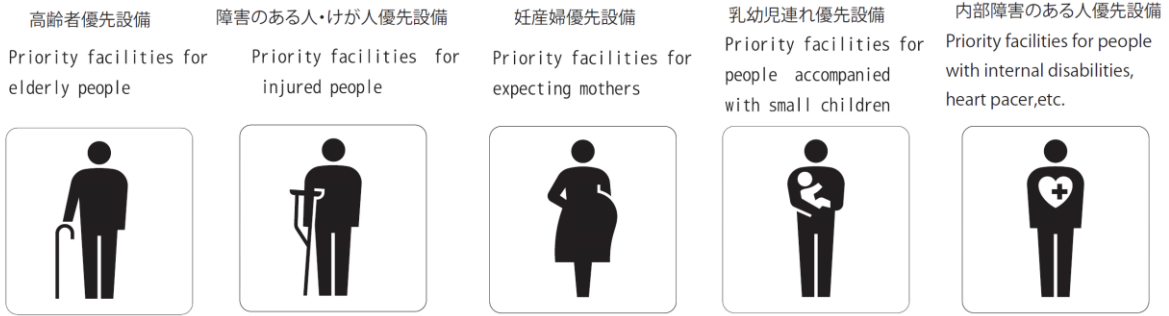 高齢者優先設備
Priority facilities for
elderly people
障害のある人・けが人優先設備
Priority facilities for
injured people
妊産婦優先設備
Priority facilities for
expecting mothers
乳幼児連れ優先設備
Priority facilities for
people accompanied
with small children
内部障害のある人優先設備
Priority facilities for people
with internal disabilities,
heart pacer,etc.